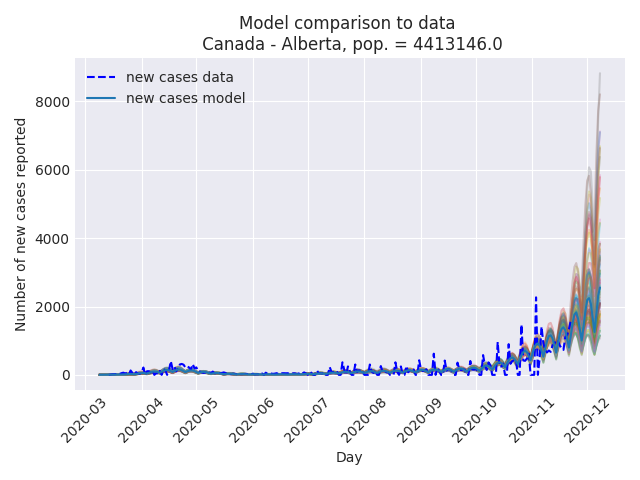 Model comparison to data
Canada - Alberta, pop. = 4413146.0
new cases data
new cases model
Number of new cases reported
8000
6000
4000
2000
0
2020-03
2020-04
2020-05
2020-06
2020-07
2020-08
2020-09
2020-10
2020-11
2020-12
Day